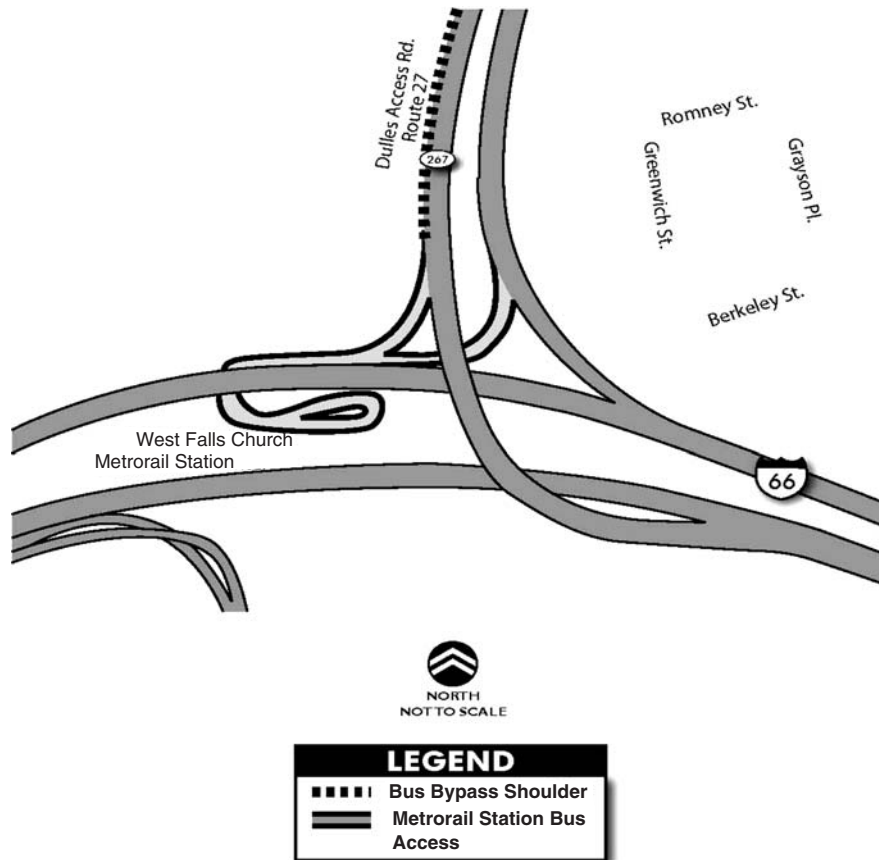 Dulles Access Rd.
Route 27
267
Romney St.
Greenwich St.
Grayson Pl.
Berkeley St.
West Falls Church
Metrorail Station
66
NORTH
NOT TO SCALE
LEGEND
Bus Bypass Shoulder
Metrorail Station Bus
Access